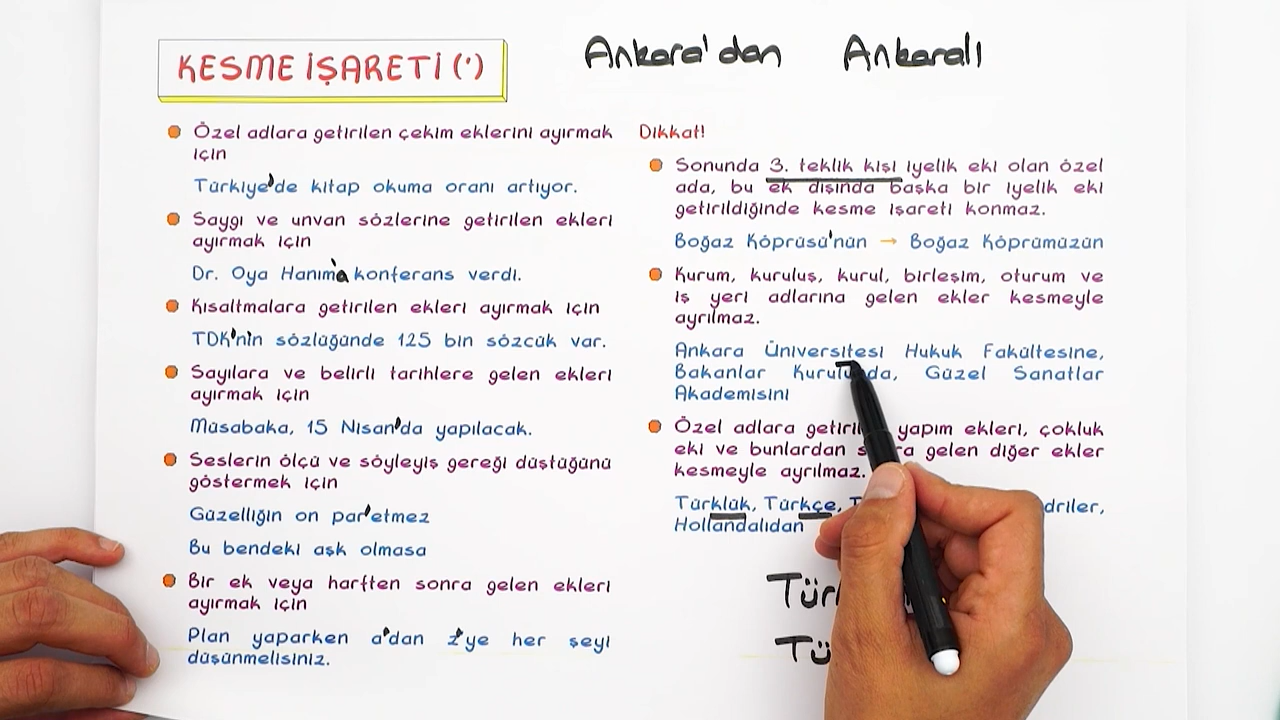 KESME İŞARETİ (')
Ankara'dan Ankaralı
Özel adlara getirilen çekim eklerini ayırmak
için
Türkiye'de kitap okuma oranı artıyor.
Saygı ve unvan sözlerine getirilen ekleri
ayırmak için
Dr. Oya Hanım'a konferans verdi.
Kısaltmalara getirilen ekleri ayırmak için
TDK'nin sözlüğünde 125 bin sözcük var.
Sayılara ve belirli tarihlere gelen ekleri
ayırmak için
Müsabaka, 15 Nisan'da yapılacak.
Seslerin ölçü ve söyleyiş gereği düştüğünü
göstermek için
Güzelliğin on par'etmez
Bu bendeki aşk olmasa
Bir ek veya harften sonra gelen ekleri
ayırmak için
Plan yaparken a'dan z'ye her şeyi
düşünmelisiniz.
Dikkat!
Sonunda 3. teklik kişi iyelik eki olan özel
ada, bu ek dışında başka bir iyelik eki
getirildiğinde kesme işareti konmaz.
Boğaz Köprüsü'nün → Boğaz Köprümüzün
Kurum, kuruluş, kurul, birleşim, oturum ve
iş yeri adlarına gelen ekler kesmeyle
ayrılmaz.
Ankara Üniversitesi Hukuk Fakültesine,
Bakanlar Kurulunda, Güzel Sanatlar
Akademisini
Özel adlara yapım ekleri, çokluk
eki ve bunlardan gelen diğer ekler
kesmeyle ayrılmaz.
Türklük, Türkçe,
Hollandalıdan